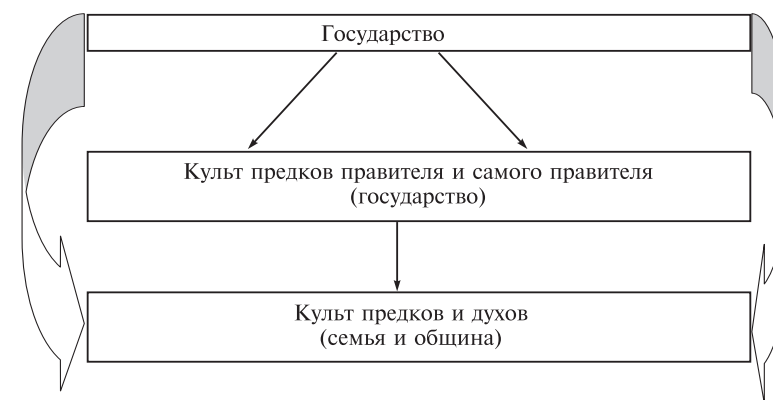 Государство
Культ предков правителя и самого правителя
(государство)
Культ предков и духов
(семья и община)